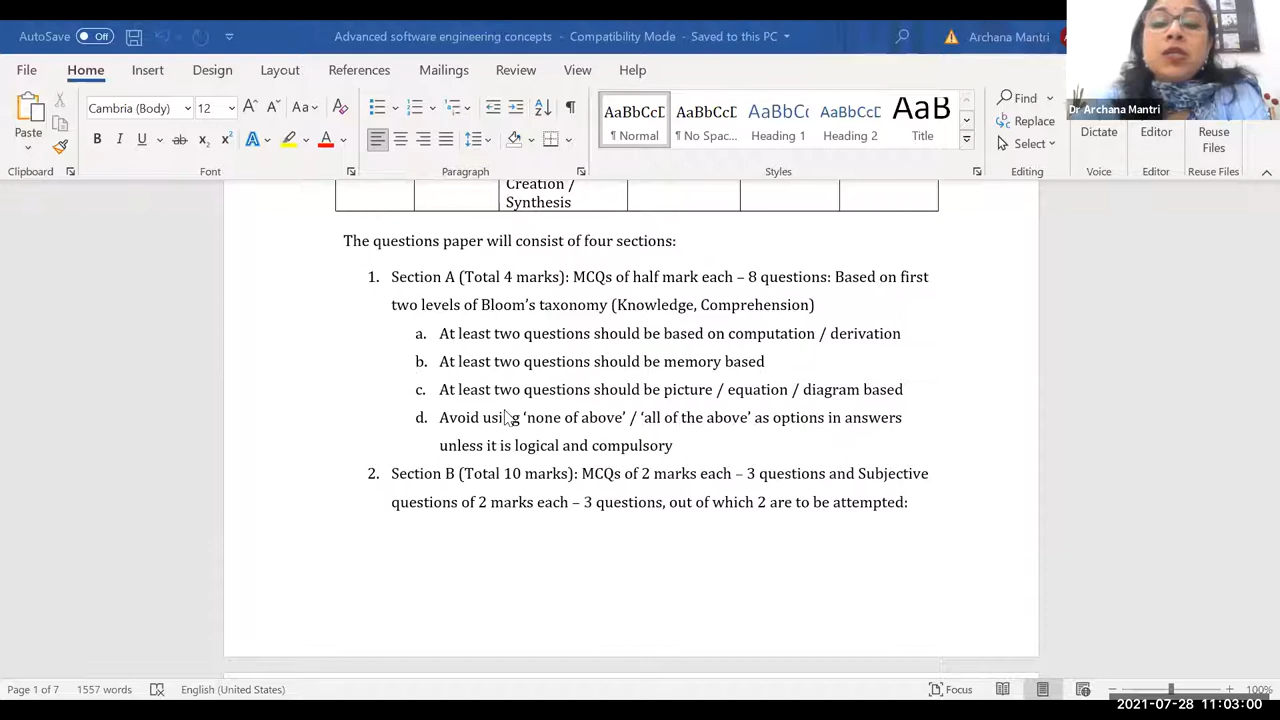 AutoSave Off Advanced software engineering concepts - Compatibility Mode - Saved to this PC Archana Mantri
Dr Archana Mantri
File Home Insert Design Layout References Mailings Review View Help
Cambria (Body) 12 Aa
AaBbCcD AaBbCcD AaBbCc AaBbCcD AaB
¶ Normal ¶ No Spac... Heading Heading 2 Title
Find
Replace
Select
Paste
Dictate Editor Reuse Files
Clipboard Font Paragraph Styles Editing Voice Editor Reuse Files
Creation /
Synthesis
The questions paper will consist of four sections:
1. Section A (Total 4 marks): MCQs of half mark each – 8 questions: Based on first
two levels of Bloom's taxonomy (Knowledge, Comprehension)
a. At least two questions should be based on computation / derivation
b. At least two questions should be memory based
c. At least two questions should be picture / equation / diagram based
d. Avoid using 'none of above' / 'all of the above' as options in answers
unless it is logical and compulsory
2. Section B (Total 10 marks): MCQs of 2 marks each – 3 questions and Subjective
questions of 2 marks each – 3 questions, out of which 2 are to be attempted:
Page 1 of 7 1557 words English (United States) Focus 100%
2021-07-28 11:03:00